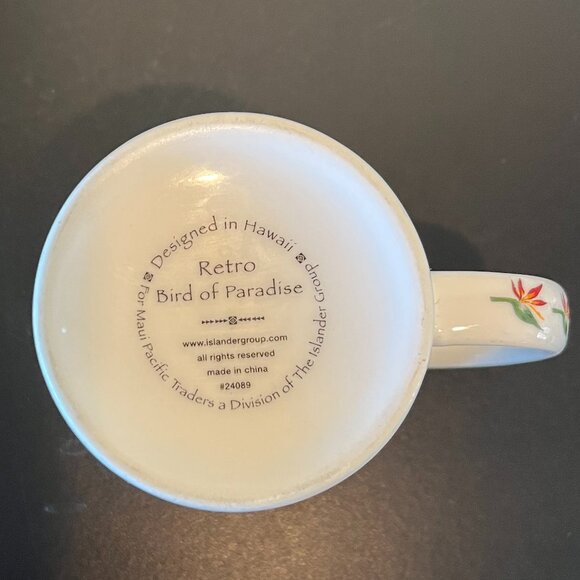 Designed in Hawaii
Retro
Bird of Paradise
www.islandergroup.com
all rights reserved
made in china
#24089
For Maui Pacific Traders a Division of The Islander Group